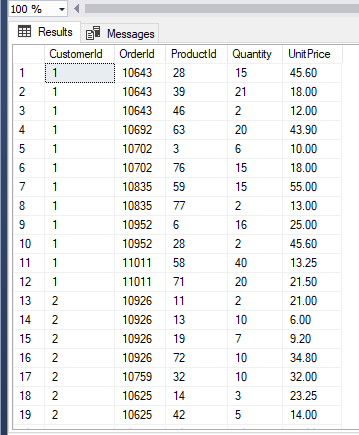 100 %
Results Messages
CustomerId OrderId ProductId Quantity UnitPrice
1 1 10643 28 15 45.60
2 1 10643 39 21 18.00
3 1 10643 46 2 12.00
4 1 10692 63 20 43.90
5 1 10702 3 6 10.00
6 1 10702 76 15 18.00
7 1 10835 59 15 55.00
8 1 10835 77 2 13.00
9 1 10952 6 16 25.00
10 1 10952 28 2 45.60
11 1 11011 58 40 13.25
12 1 11011 71 20 21.50
13 2 10926 11 2 21.00
14 2 10926 13 10 6.00
15 2 10926 19 7 9.20
16 2 10926 72 10 34.80
17 2 10759 32 10 32.00
18 2 10625 14 3 23.25
19 2 10625 42 5 14.00